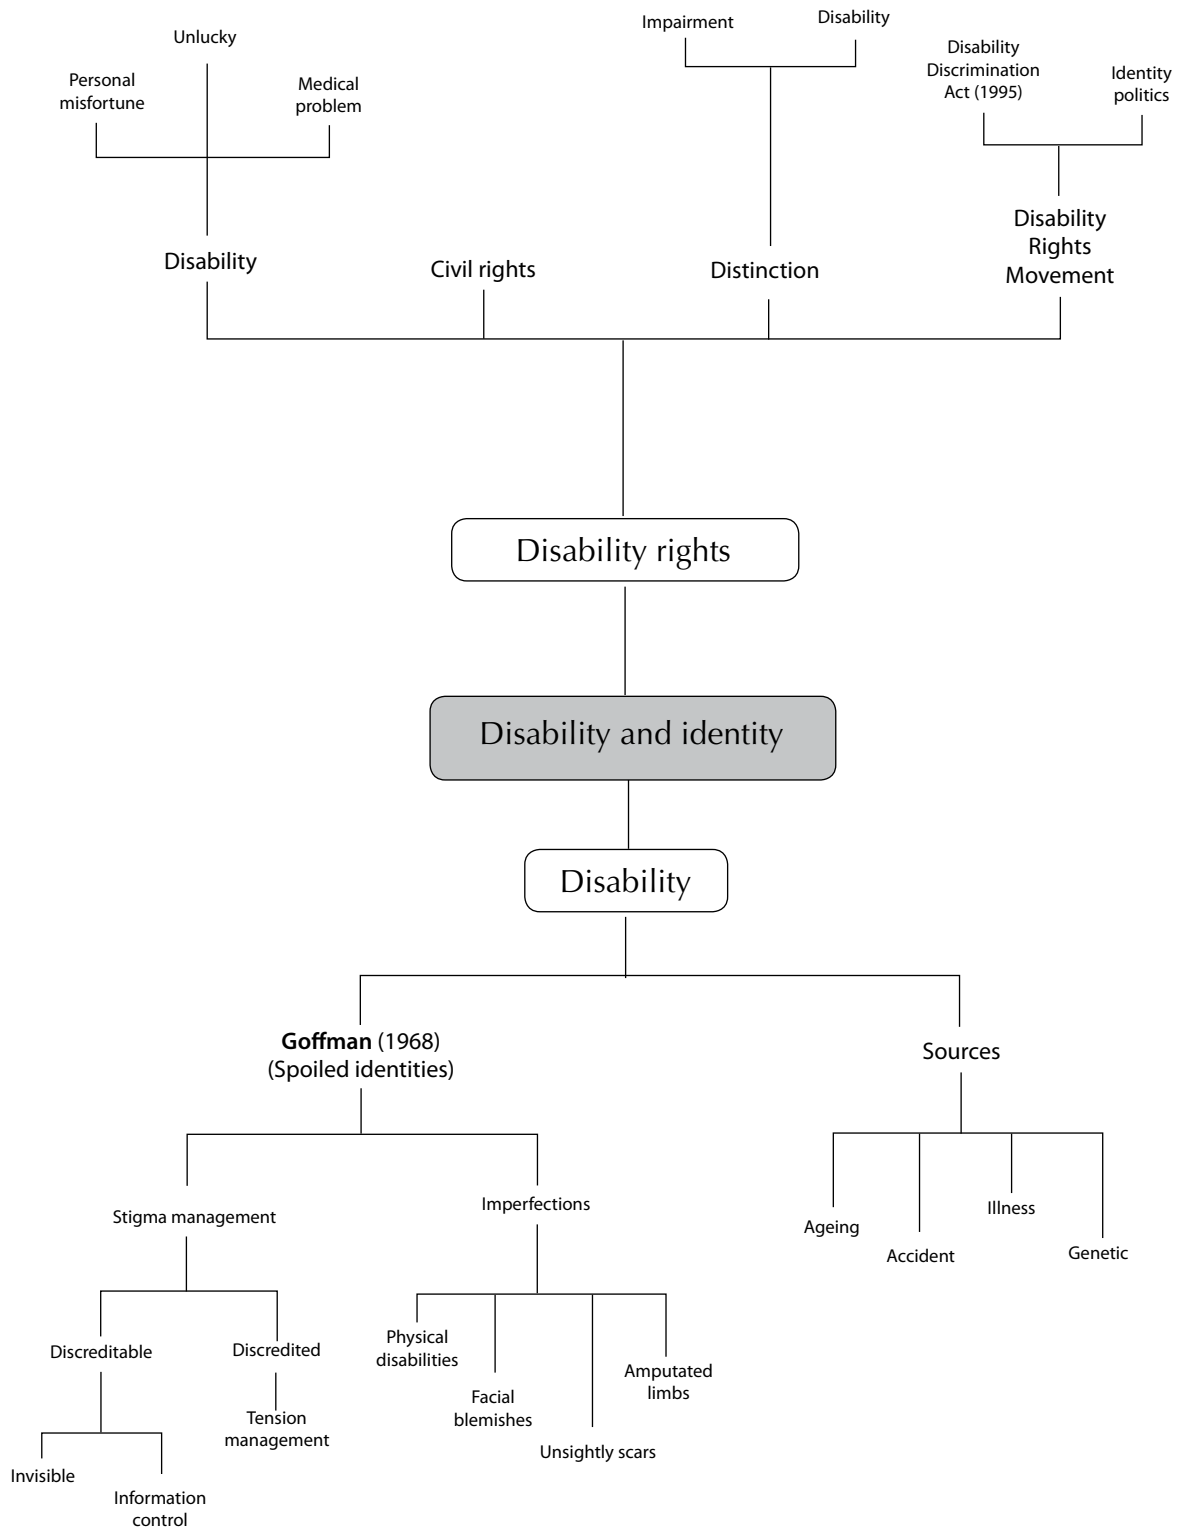 Unlucky
Personal
misfortune
Medical
problem
Impairment
Disability
Disability
Discrimination
Act (1995)
Identity
politics
Disability
Civil rights
Distinction
Disability
Rights
Movement
Disability rights
Disability and identity
Disability
Goffman (1968)
(Spoiled identities)
Sources
Stigma management
Imperfections
Ageing
Accident
Illness
Genetic
Discreditable
Discredited
Tension
management
Physical
disabilities
Facial
blemishes
Unsightly scars
Amputated
limbs
Invisible
Information
control